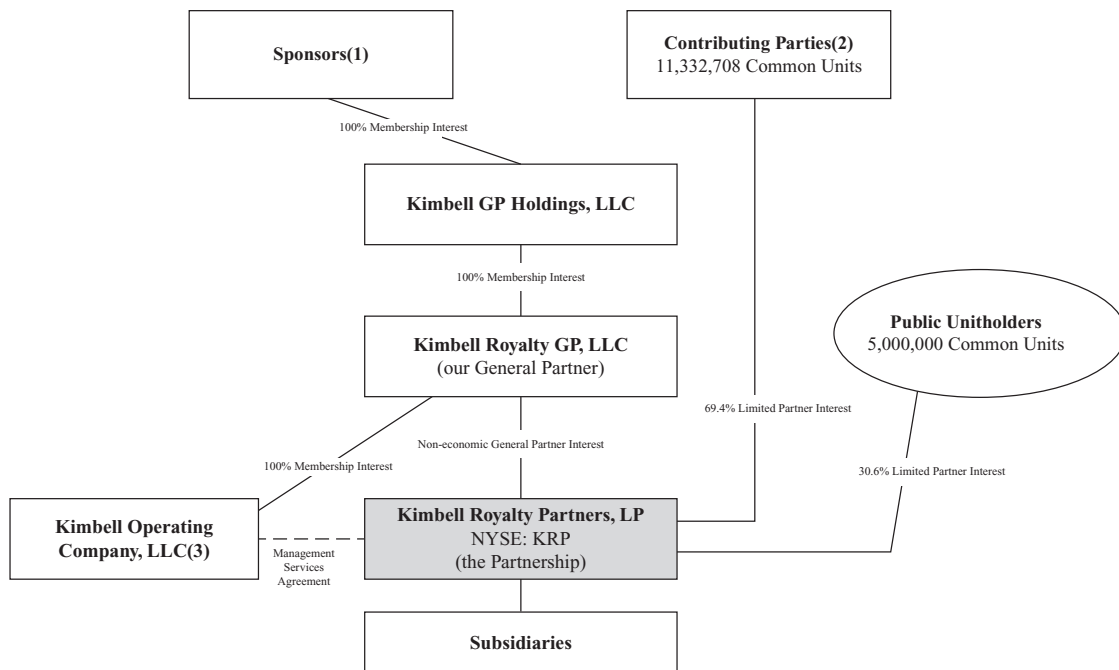 Sponsors(1)
Contributing Parties(2)
11,332,708 Common Units
100% Membership Interest
Kimbell GP Holdings, LLC
100% Membership Interest
Public Unitholders
5,000,000 Common Units
Kimbell Royalty GP, LLC
(our General Partner)
69.4% Limited Partner Interest
Non-economic General Partner Interest
100% Membership Interest
30.6% Limited Partner Interest
Kimbell Operating
Company, LLC(3)
Management
Services
Agreement
Kimbell Royalty Partners, LP
NYSE: KRP
(the Partnership)
Subsidiaries